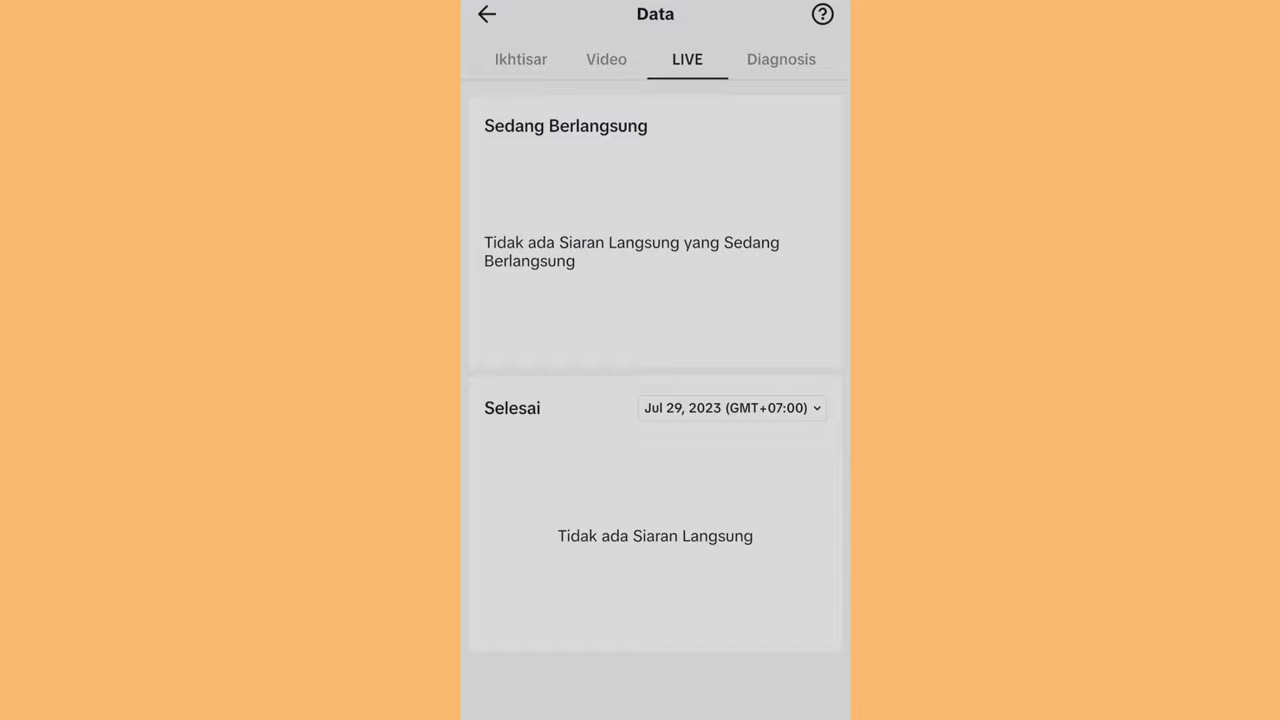 Data
Ikhtisar Video LIVE Diagnosis
Sedang Berlangsung
Tidak ada Siaran Langsung yang Sedang
Berlangsung
Selesai Jul 29, 2023 (GMT+07:00)
Tidak ada Siaran Langsung